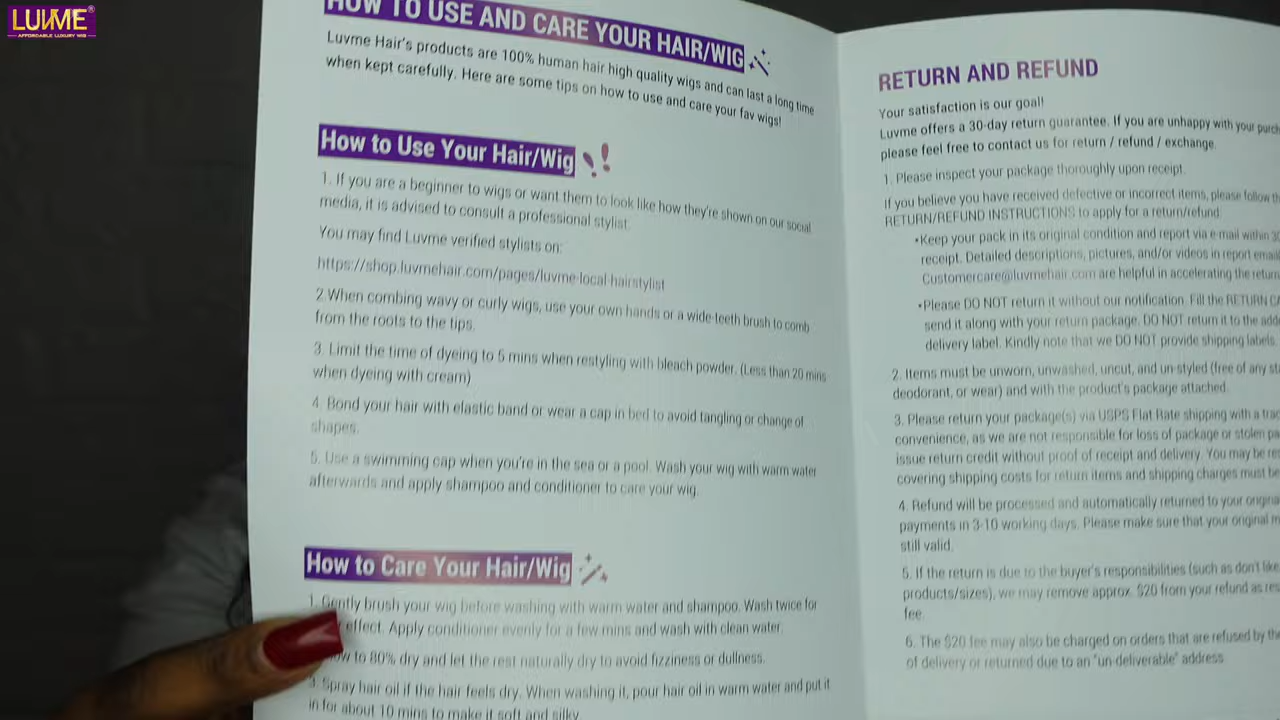 LUVME®
AFFORDABLE LUXURY WIG
HOW TO USE AND CARE YOUR HAIR/WIG
Luvme Hair's products are 100% human hair high quality wigs and can last a long time
when kept carefully. Here are some tips on how to use and care your fav wigs!
How to Use Your Hair/Wig
1. If you are a beginner to wigs or want them to look like how they're shown on our social
media, it is advised to consult a professional stylist.
You may find Luvme verified stylists on:
https://shop.luvmehair.com/pages/luvme-local-hairstylist
2.When combing wavy or curly wigs, use your own hands or a wide-teeth brush to comb
from the roots to the tips.
3. Limit the time of dyeing to 5 mins when restyling with bleach powder. (Less than 20 mins
when dyeing with cream)
4. Bond your hair with elastic band or wear a cap in bed to avoid tangling or change of
shapes.
5. Use a swimming cap when you're in the sea or a pool. Wash your wig with warm water
afterwards and apply shampoo and conditioner to care your wig.
How to Care Your Hair/Wig
1. Gently brush your wig before washing with warm water and shampoo. Wash twice for
effect. Apply conditioner evenly for a few mins and wash with clean water.
to 80% dry and let the rest naturally dry to avoid fizziness or dullness.
3. Spray hair oil if the hair feels dry. When washing it, pour hair oil in warm water and put it
in for about 10 mins to make it soft and silky.
RETURN AND REFUND
Your satisfaction is our goal!
Luvme offers a 30-day return guarantee. If you are unhappy with your
please feel free to contact us for return / refund / exchange.
1. Please inspect your package thoroughly upon receipt.
If you believe you have received defective or incorrect items, please follow
RETURN/REFUND INSTRUCTIONS to apply for a return/refund:
•Keep your pack in its original condition and report via e-mail within
receipt. Detailed descriptions, pictures, and/or videos in report
Customercare@luvmehair.com are helpful in accelerating the
•Please DO NOT return it without our notification. Fill the RETURN
send it along with your return package. DO NOT return it to the
delivery label. Kindly note that we DO NOT provide shipping labels.
2. Items must be unworn, unwashed, uncut, and un-styled (free of any
deodorant, or wear) and with the product's package attached.
3. Please return your package(s) via USPS Flat Rate shipping with a
convenience, as we are not responsible for loss of package or stolen
issue return credit without proof of receipt and delivery. You may be
covering shipping costs for return items and shipping charges must be
4. Refund will be processed and automatically returned to your
payments in 3-10 working days. Please make sure that your original
still valid.
5. If the return is due to the buyer's responsibilities (such as don't like
products/sizes), we may remove approx. $20 from your refund as
fee.
6. The $20 fee may also be charged on orders that are refused by the
of delivery or returned due to an "un-deliverable" address